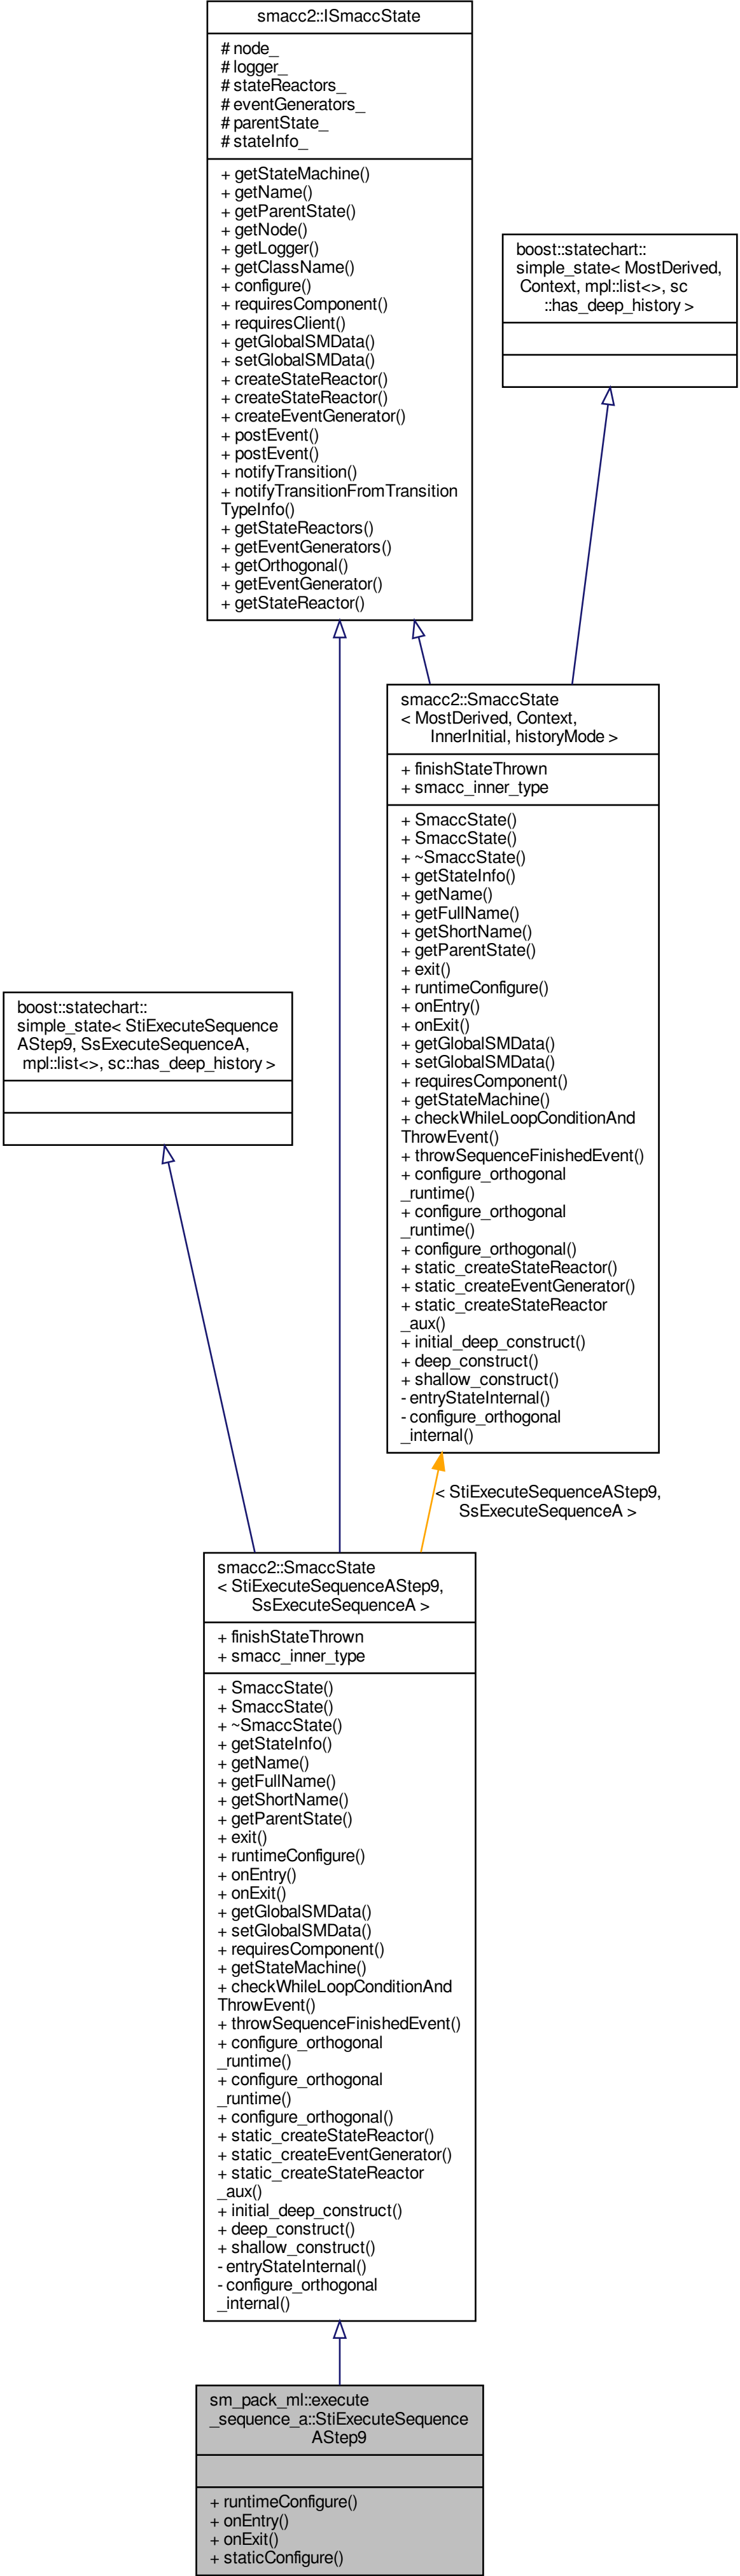 smacc2::ISmaccState
# node_
# logger_
# stateReactors_
# eventGenerators_
# parentState_
# stateInfo_
+ getStateMachine()
+ getName()
+ getParentState()
+ getNode()
+ getLogger()
+ getClassName()
+ configure()
+ requiresComponent()
+ requiresClient()
+ getGlobalSMData()
+ setGlobalSMData()
+ createStateReactor()
+ createStateReactor()
+ createEventGenerator()
+ postEvent()
+ postEvent()
+ notifyTransition()
+ notifyTransitionFromTransition
TypeInfo()
+ getStateReactors()
+ getEventGenerators()
+ getOrthogonal()
+ getEventGenerator()
+ getStateReactor()
boost::statechart::
simple_state< MostDerived,
Context, mpl::list<>, sc
::has_deep_history >
smacc2::SmaccState
< MostDerived, Context,
InnerInitial, historyMode >
+ finishStateThrown
+ smacc_inner_type
+ SmaccState()
+ SmaccState()
+ ~SmaccState()
+ getStateInfo()
+ getName()
+ getFullName()
+ getShortName()
+ getParentState()
+ exit()
+ runtimeConfigure()
+ onEntry()
+ onExit()
+ getGlobalSMData()
+ setGlobalSMData()
+ requiresComponent()
+ getStateMachine()
+ checkWhileLoopConditionAnd
ThrowEvent()
+ throwSequenceFinishedEvent()
+ configure_orthogonal
_runtime()
+ configure_orthogonal
_runtime()
+ configure_orthogonal()
+ static_createStateReactor()
+ static_createEventGenerator()
+ static_createStateReactor
_aux()
+ initial_deep_construct()
+ deep_construct()
+ shallow_construct()
- entryStateInternal()
- configure_orthogonal
_internal()
boost::statechart::
simple_state< StiExecuteSequence
AStep9, SsExecuteSequenceA,
mpl::list<>, sc::has_deep_history >
< StiExecuteSequenceAStep9,
SsExecuteSequenceA >
smacc2::SmaccState
< StiExecuteSequenceAStep9,
SsExecuteSequenceA >
+ finishStateThrown
+ smacc_inner_type
+ SmaccState()
+ SmaccState()
+ ~SmaccState()
+ getStateInfo()
+ getName()
+ getFullName()
+ getShortName()
+ getParentState()
+ exit()
+ runtimeConfigure()
+ onEntry()
+ onExit()
+ getGlobalSMData()
+ setGlobalSMData()
+ requiresComponent()
+ getStateMachine()
+ checkWhileLoopConditionAnd
ThrowEvent()
+ throwSequenceFinishedEvent()
+ configure_orthogonal
_runtime()
+ configure_orthogonal
_runtime()
+ configure_orthogonal()
+ static_createStateReactor()
+ static_createEventGenerator()
+ static_createStateReactor
_aux()
+ initial_deep_construct()
+ deep_construct()
+ shallow_construct()
- entryStateInternal()
- configure_orthogonal
_internal()
sm_pack_ml::execute
_sequence_a::StiExecuteSequence
AStep9
+ runtimeConfigure()
+ onEntry()
+ onExit()
+ staticConfigure()